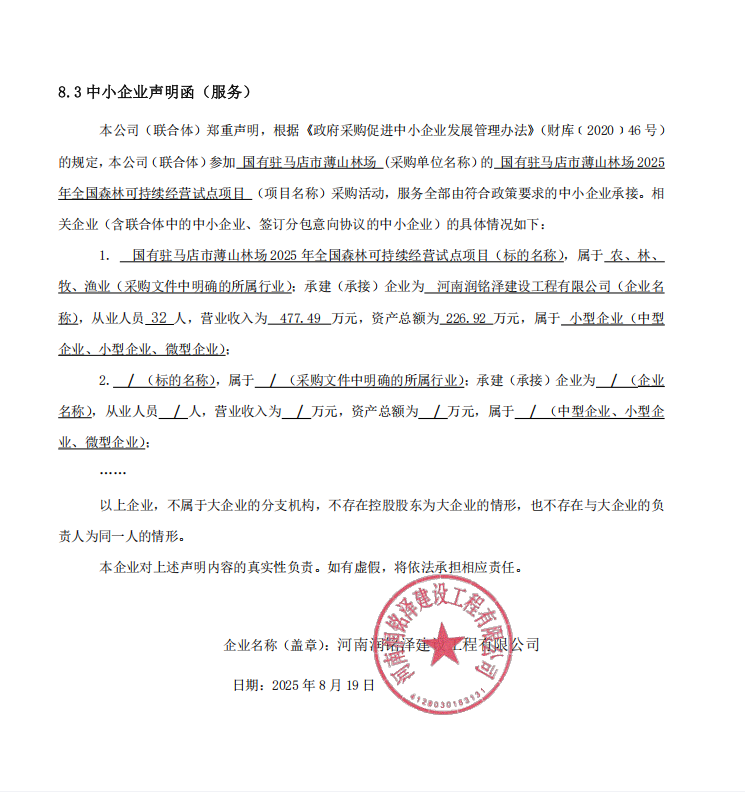 8.3 中小企业声明函（服务）
本公司（联合体）郑重声明，根据《政府采购促进中小企业发展管理办法》（财库﹝2020﹞46 号）
的规定，本公司（联合体）参加 国有驻马店市薄山林场 (采购单位名称) 的 国有驻马店市薄山林场 2025
年全国森林可持续经营试点项目 （项目名称）采购活动，服务全部由符合政策要求的中小企业承接。相
关企业（含联合体中的中小企业、签订分包意向协议的中小企业）的具体情况如下：
1. 国有驻马店市薄山林场 2025 年全国森林可持续经营试点项目（标的名称），属于 农、林、
牧、渔业（采购文件中明确的所属行业）；承建（承接）企业为 河南润铭泽建设工程有限公司（企业名
称），从业人员 32 人，营业收入为 477.49 万元，资产总额为 226.92 万元，属于 小型企业（中型
企业、小型企业、微型企业）；
2. / （标的名称），属于 / （采购文件中明确的所属行业）；承建（承接）企业为 / （企业
名称），从业人员 / 人，营业收入为 / 万元，资产总额为 / 万元，属于 / （中型企业、小型企
业、微型企业）；
……
以上企业，不属于大企业的分支机构，不存在控股股东为大企业的情形，也不存在与大企业的负
责人为同一人的情形。
本企业对上述声明内容的真实性负责。如有虚假，将依法承担相应责任。
企业名称（盖章）：河南润铭泽建设工程有限公司
日期：2025 年 8 月 19 日
河南润铭泽建设工程有限公司
4128030163131